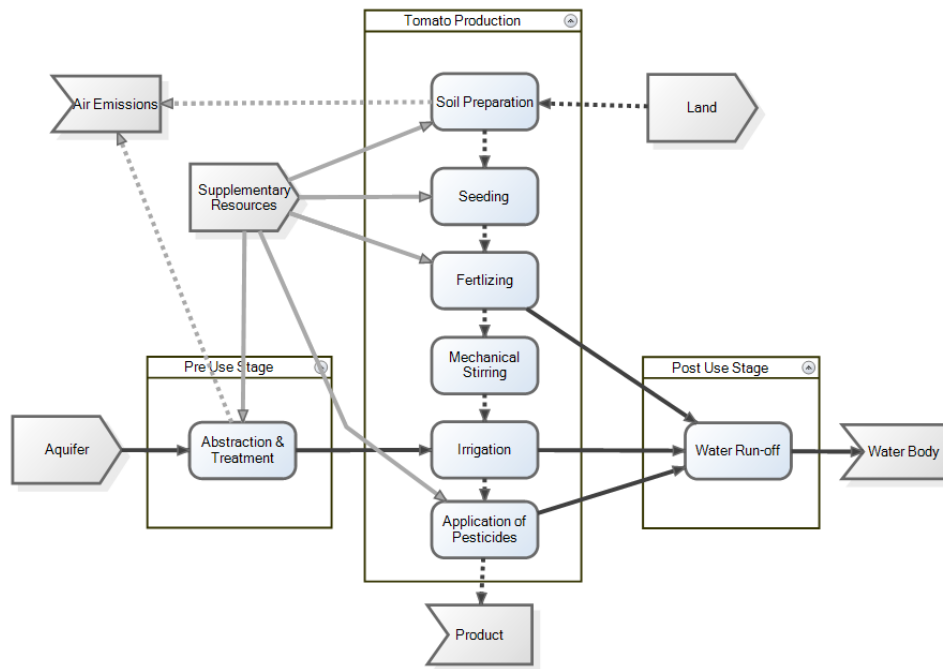 Tomato Production
Air Emissions
Soil Preparation
Land
Supplementary
Resources
Seeding
Fertlizing
Mechanical
Stirring
Pre Use Stage
Post Use Stage
Aquifer
Abstraction &
Treatment
Irrigation
Water Run-off
Water Body
Application of
Pesticides
Product